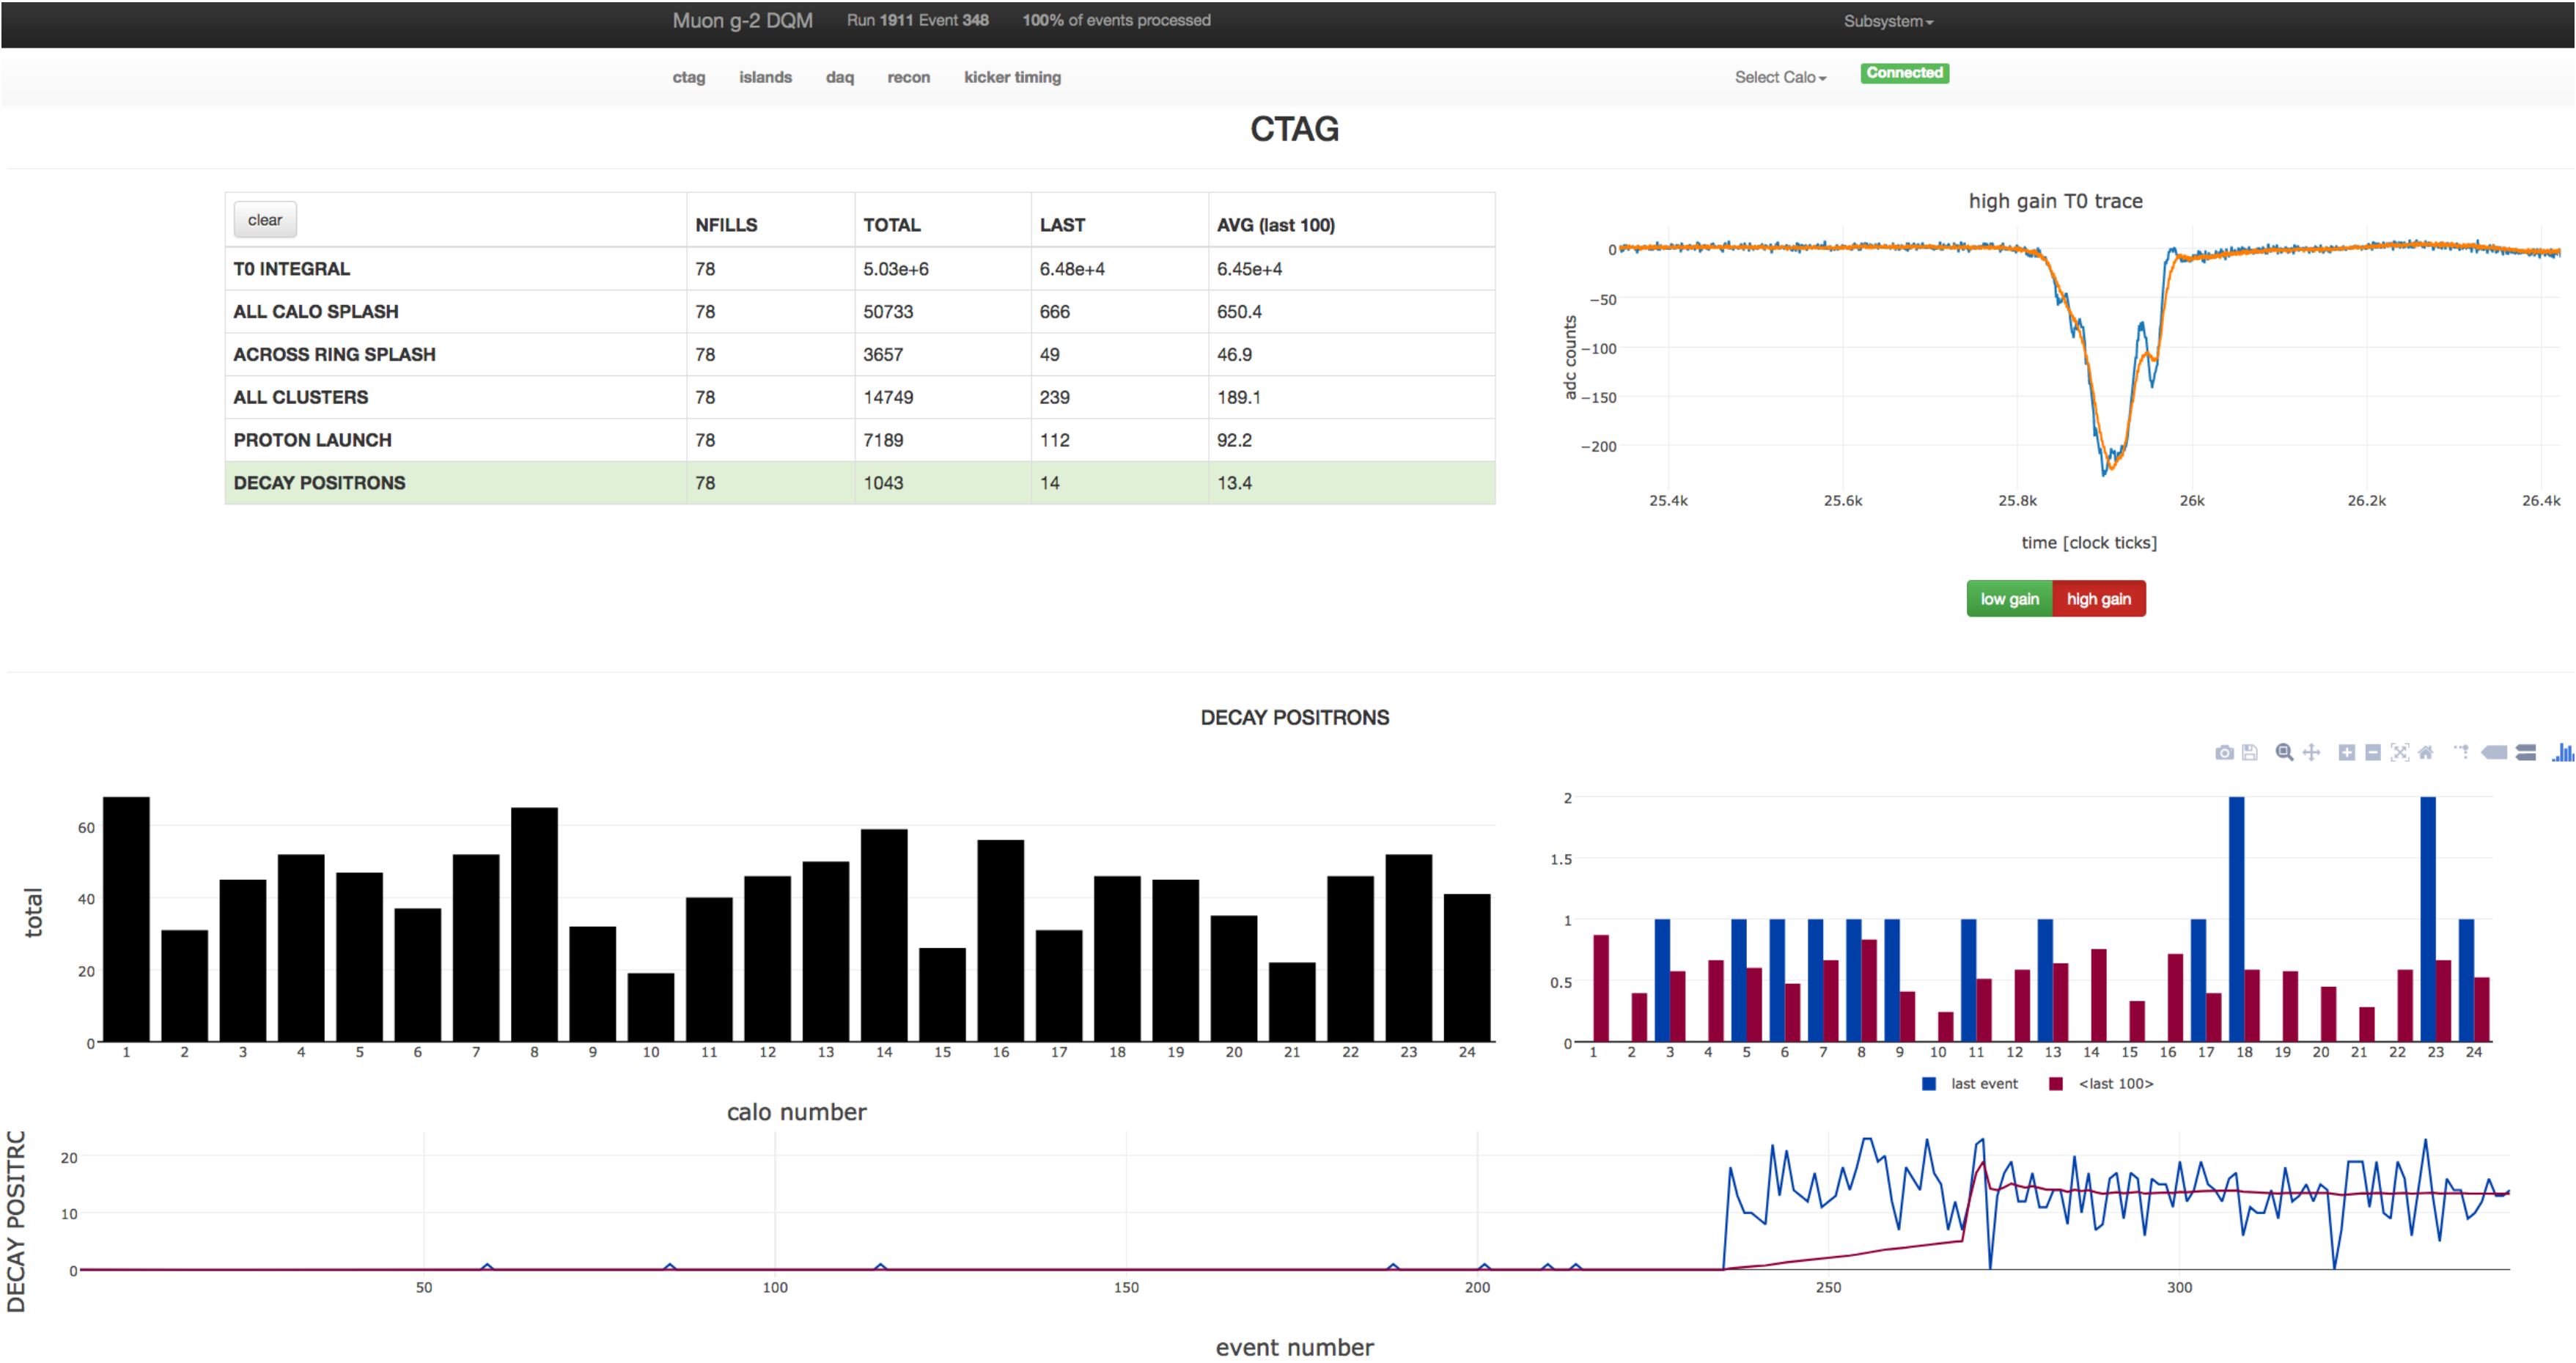 Muon g-2 DQM Run 1911 Event 348 100% of events processed Subsystem
ctag islands daq recon kicker timing Select Calo Connected
CTAG
clear NFILLS TOTAL LAST AVG (last 100)
T0 INTEGRAL 78 5.03e+6 6.48e+4 6.45e+4
ALL CALO SPLASH 78 50733 666 650.4
ACROSS RING SPLASH 78 3657 49 46.9
ALL CLUSTERS 78 14749 239 189.1
PROTON LAUNCH 78 7189 112 92.2
DECAY POSITRONS 78 1043 14 13.4
high gain T0 trace
adc counts
0
−50
−100
−150
−200
25.4k 25.6k 25.8k 26k 26.2k 26.4k
time [clock ticks]
low gain high gain
DECAY POSITRONS
total
60
40
20
0
1 2 3 4 5 6 7 8 9 10 11 12 13 14 15 16 17 18 19 20 21 22 23 24
calo number
2
1.5
1
0.5
0
1 2 3 4 5 6 7 8 9 10 11 12 13 14 15 16 17 18 19 20 21 22 23 24
last event <last 100>
DECAY POSITRC
20
10
0
50 100 150 200 250 300
event number